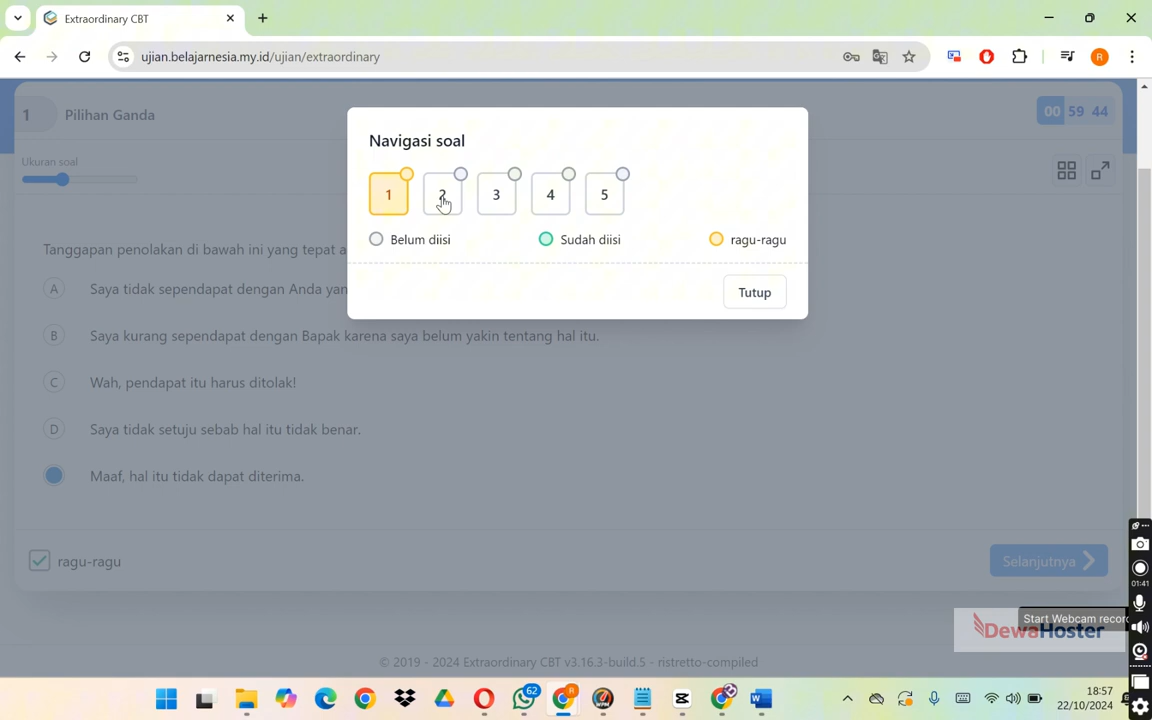 Extraordinary CBT
ujian.belajarnesia.my.id/ujian/extraordinary
R
1 Pilihan Ganda
00 59 44
Ukuran soal
Navigasi soal
1 2 3 4 5
Belum diisi Sudah diisi ragu-ragu
Tutup
Tanggapan penolakan di bawah ini yang tepat
A Saya tidak sependapat dengan Anda
B Saya kurang sependapat dengan Bapak karena saya belum yakin tentang hal itu.
C Wah, pendapat itu harus ditolak!
D Saya tidak setuju sebab hal itu tidak benar.
Maaf, hal itu tidak dapat diterima.
ragu-ragu
Selanjutnya
01:41
Start Webcam recor
DewaHoster
© 2019 - 2024 Extraordinary CBT v3.16.3-build.5 - ristretto-compiled
62
R
18:57
22/10/2024